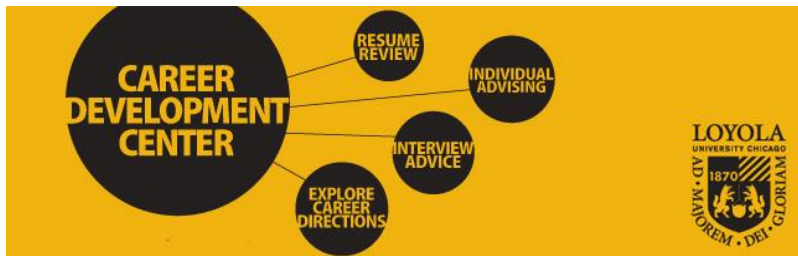 CAREER
DEVELOPMENT
CENTER
RESUME
REVIEW
INDIVIDUAL
ADVISING
INTERVIEW
ADVICE
EXPLORE
CAREER
DIRECTIONS
LOYOLA
UNIVERSITY CHICAGO
1870
AD • MAJOREM • DEI • GLORIAM